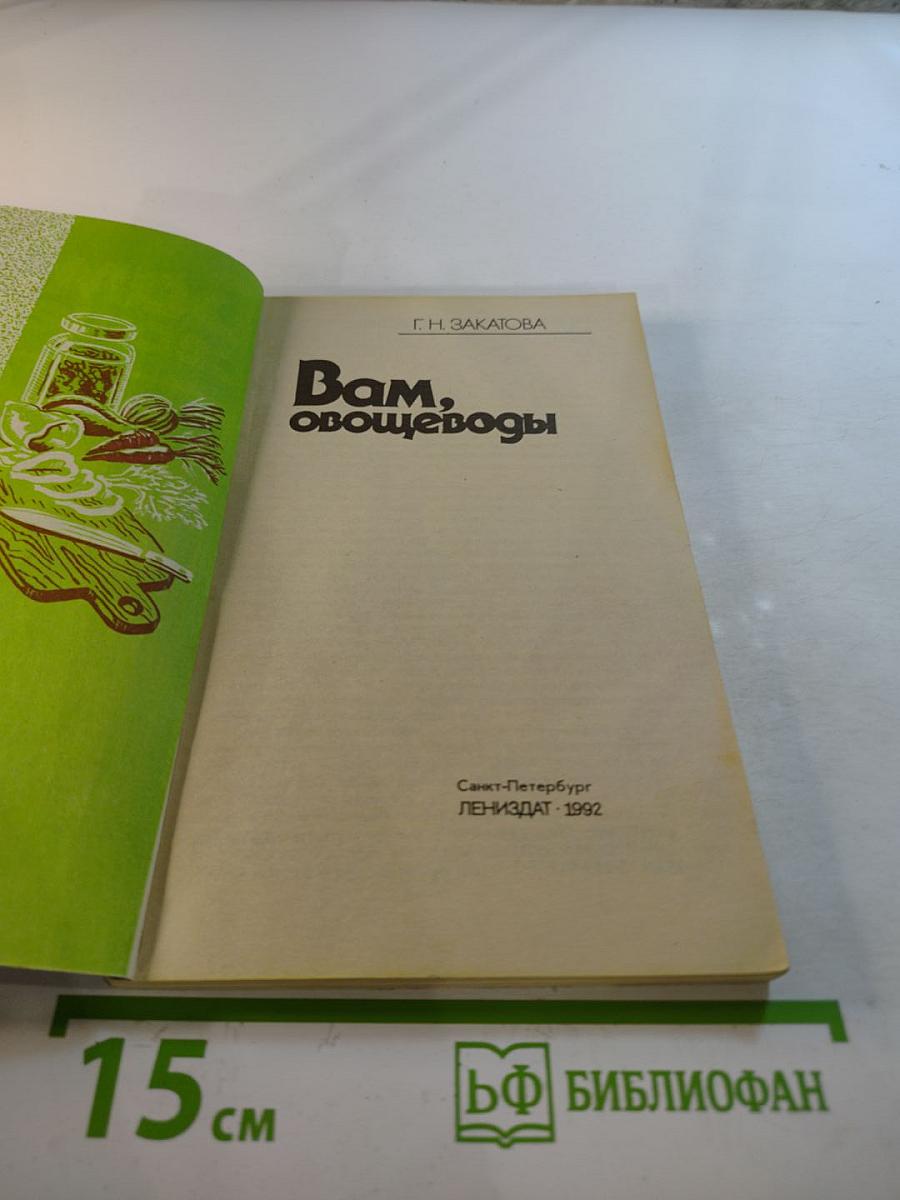 Г. Н. ЗАКАТОВА
Вам,
овощеводы
Санкт-Петербург
ЛЕНИЗДАТ · 1992
15 см
ЬФ БИБЛИОФАН